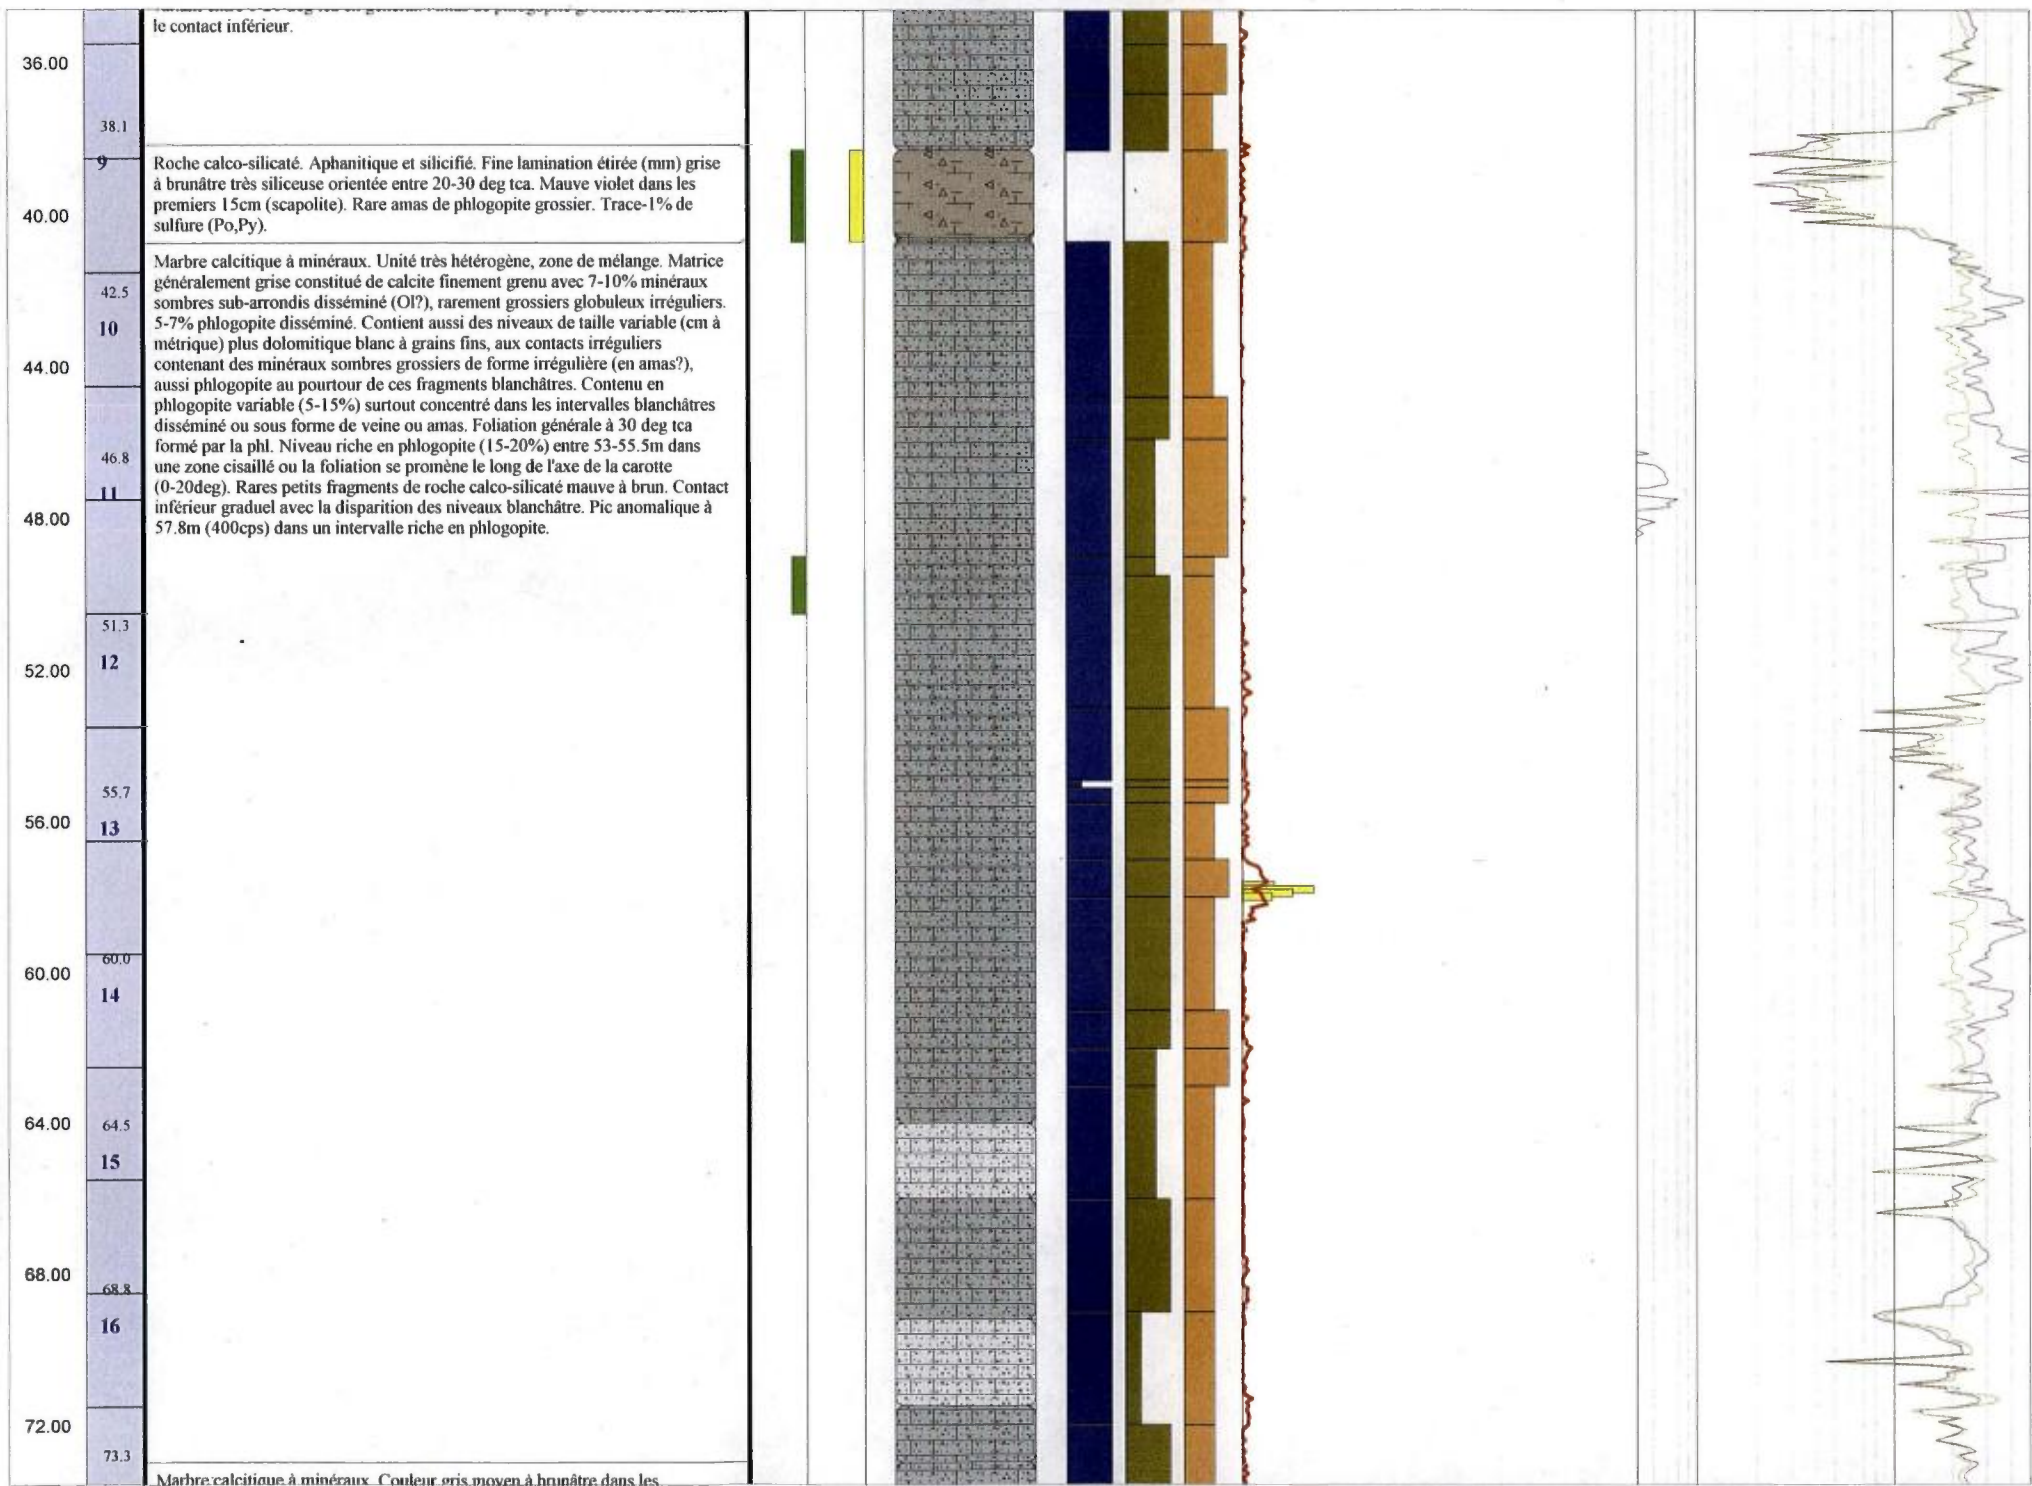 le contact inférieur.
36.00
38.1
9
Roche calco-silicaté. Aphanitique et silicifié. Fine lamination étirée (mm) grise
à brunâtre très siliceuse orientée entre 20-30 deg tca. Mauve violet dans les
premiers 15cm (scapolite). Rare amas de phlogopite grossier. Trace-1% de
sulfure (Po,Py).
40.00
Marbre calcitique à minéraux. Unité très hétérogène, zone de mélange. Matrice
généralement grise constitué de calcite finement grenu avec 7-10% minéraux
sombres sub-arrondis disséminé (Ol?), rarement grossiers globuleux irréguliers.
5-7% phlogopite disséminé. Contient aussi des niveaux de taille variable (cm à
métrique) plus dolomitique blanc à grains fins, aux contacts irréguliers
contenant des minéraux sombres grossiers de forme irrégulière (en amas?),
aussi phlogopite au pourtour de ces fragments blanchâtres. Contenu en
phlogopite variable (5-15%) surtout concentré dans les intervalles blanchâtres
disséminé ou sous forme de veine ou amas. Foliation générale à 30 deg tca
formé par la phl. Niveau riche en phlogopite (15-20%) entre 53-55.5m dans
une zone cisaillé ou la foliation se promène le long de l'axe de la carotte
(0-20deg). Rares petits fragments de roche calco-silicaté mauve à brun. Contact
inférieur graduel avec la disparition des niveaux blanchâtre. Pic anomalique à
57.8m (400cps) dans un intervalle riche en phlogopite.
42.5
10
44.00
46.8
11
48.00
51.3
12
52.00
55.7
13
56.00
60.0
60.00
14
64.00
64.5
15
68.00
68.8
16
72.00
73.3
Marbre calcitique à minéraux. Couleur gris moyen à brunâtre dans les